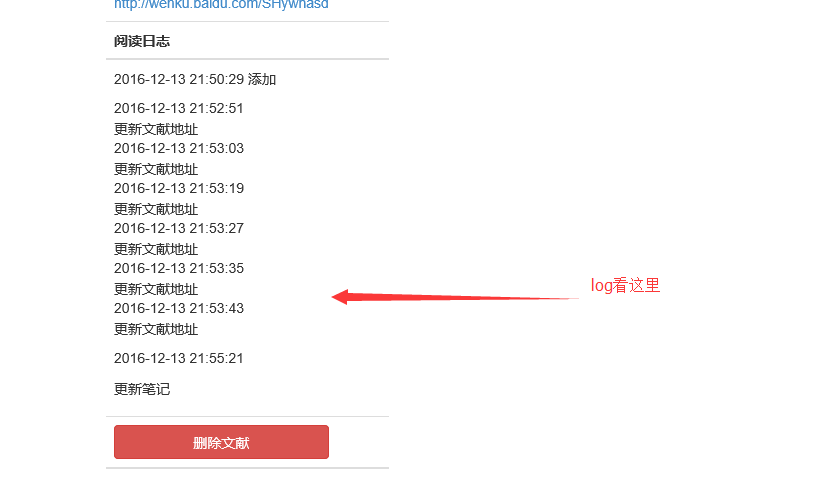 http://wenku.baidu.com/SHywhasd
阅读日志
2016-12-13 21:50:29 添加
2016-12-13 21:52:51
更新文献地址
2016-12-13 21:53:03
更新文献地址
2016-12-13 21:53:19
更新文献地址
2016-12-13 21:53:27
更新文献地址
2016-12-13 21:53:35
更新文献地址
2016-12-13 21:53:43
更新文献地址
2016-12-13 21:55:21
更新笔记
log看这里
删除文献